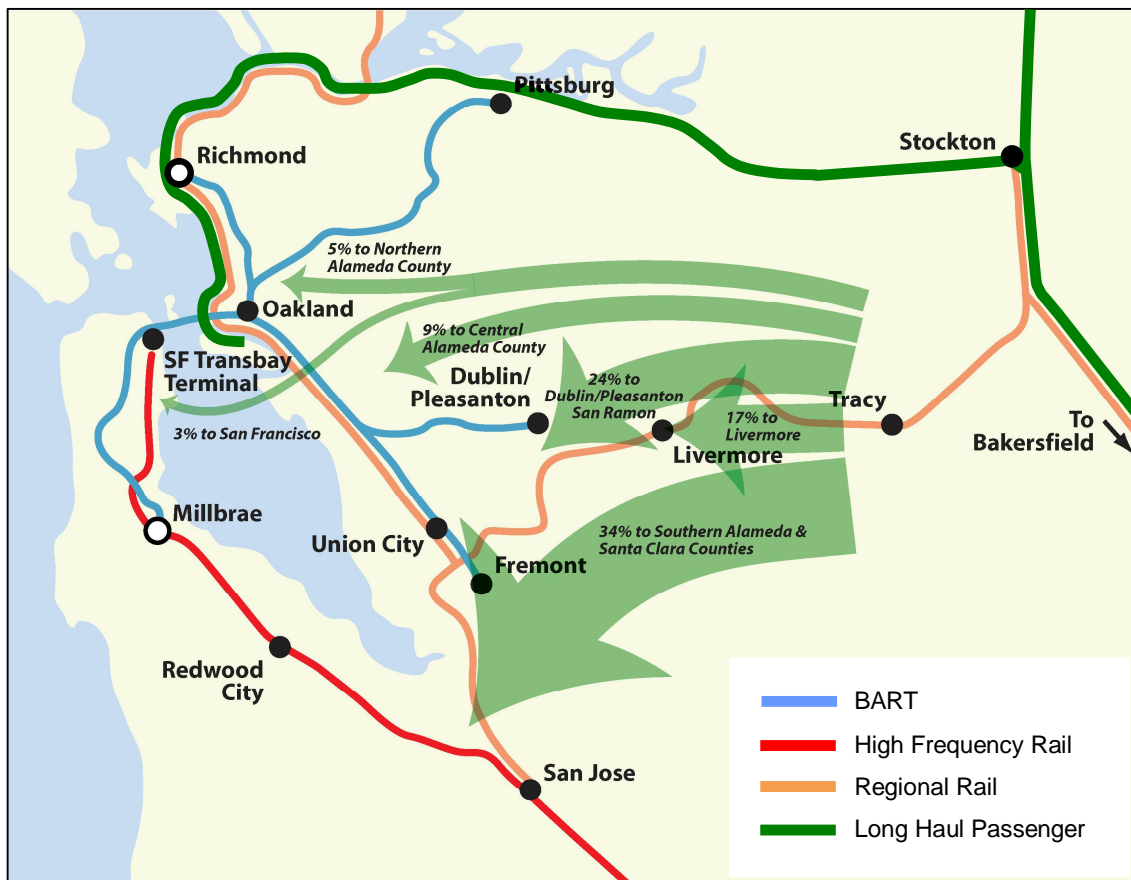 Pittsburg
Stockton
Richmond
5% to Northern
Alameda County
Oakland
9% to Central
Alameda County
SF Transbay
Terminal
Dublin/
Pleasanton
24% to
Dublin/Pleasanton
San Ramon
Tracy
17% to
Livermore
To
Bakersfield
3% to San Francisco
Livermore
Millbrae
Union City
34% to Southern Alameda &
Santa Clara Counties
Fremont
Redwood
City
San Jose
BART
High Frequency Rail
Regional Rail
Long Haul Passenger